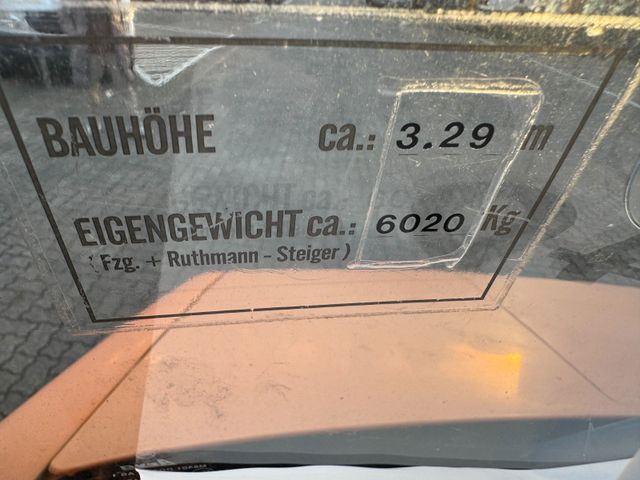 BAUHÖHE ca.: 3.29 m
EIGENGEWICHT ca.: 6020 Kg
( Fzg. + Ruthmann - Steiger )